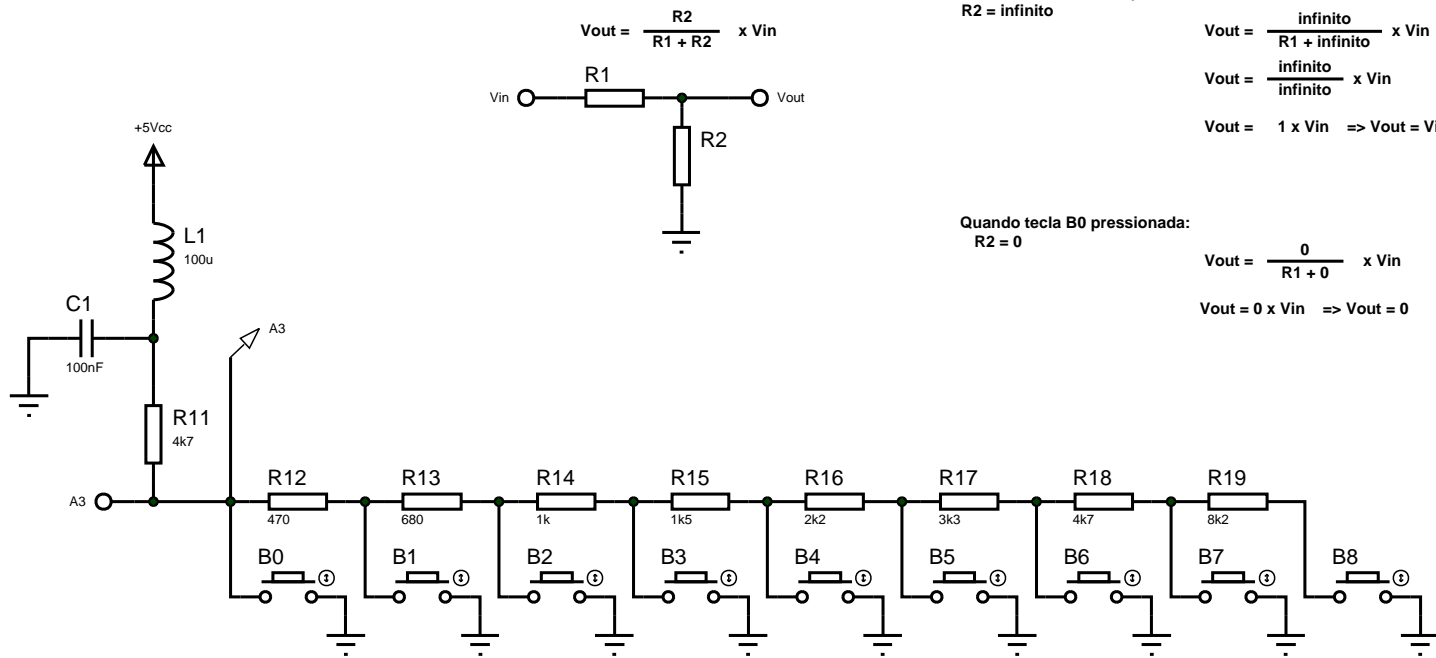 R2
Vout = R1 + R2 x Vin
R1
Vin
Vout
R2
R2 = infinito
infinito
Vout = R1 + infinito x Vin
infinito
Vout = infinito x Vin
Vout = 1 x Vin => Vout =
Quando tecla B0 pressionada:
R2 = 0
0
Vout = R1 + 0 x Vin
Vout = 0 x Vin => Vout = 0
+5Vcc
L1
100u
C1
100nF
A3
R11
4k7
A3
R12 R13 R14 R15 R16 R17 R18 R19
470 680 1k 1k5 2k2 3k3 4k7 8k2
B0 B1 B2 B3 B4 B5 B6 B7 B8